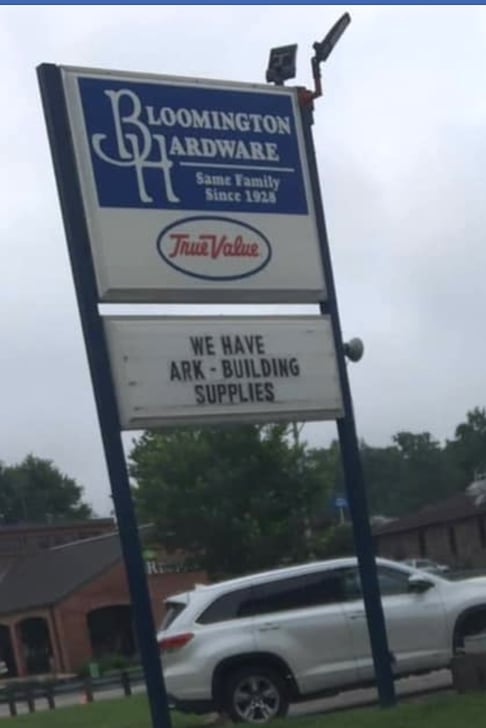 BLOOMINGTON
HARDWARE
Same Family
Since 1928
True Value
WE HAVE
ARK - BUILDING
SUPPLIES